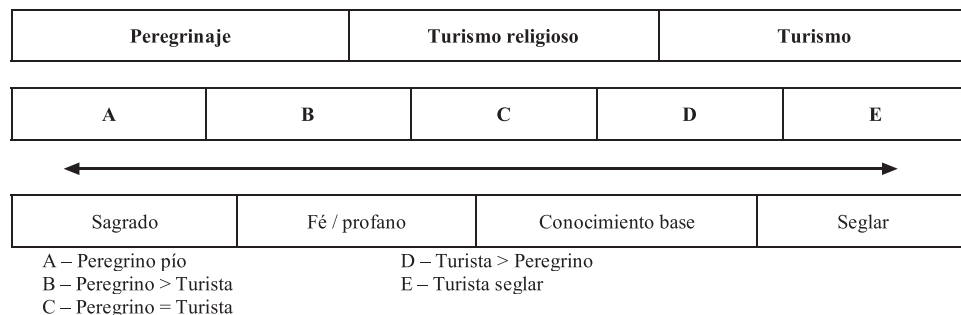 Peregrinaje Turismo religioso Turismo
A B C D E
Sagrado Fé / profano Conocimiento base Seglar
A – Peregrino pío
B – Peregrino > Turista
C – Peregrino = Turista
D – Turista > Peregrino
E – Turista seglar